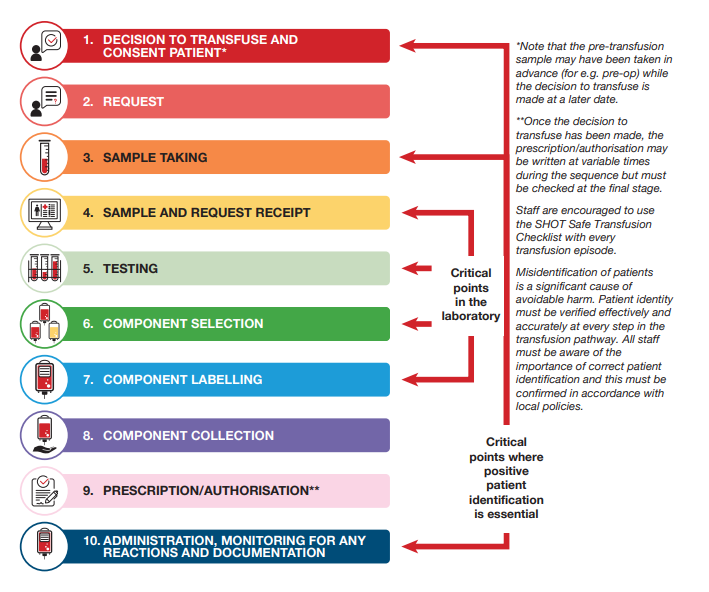 1. DECISION TO TRANSFUSE AND
CONSENT PATIENT*
2. REQUEST
3. SAMPLE TAKING
4. SAMPLE AND REQUEST RECEIPT
5. TESTING
6. COMPONENT SELECTION
7. COMPONENT LABELLING
8. COMPONENT COLLECTION
9. PRESCRIPTION/AUTHORISATION**
10. ADMINISTRATION, MONITORING FOR ANY
REACTIONS AND DOCUMENTATION
Critical
points
in the
laboratory
Critical
points where
positive
patient
identification
is essential
*Note that the pre-transfusion
sample may have been taken in
advance (for e.g. pre-op) while
the decision to transfuse is
made at a later date.
**Once the decision to
transfuse has been made, the
prescription/authorisation may
be written at variable times
during the sequence but must
be checked at the final stage.
Staff are encouraged to use
the SHOT Safe Transfusion
Checklist with every
transfusion episode.
Misidentification of patients
is a significant cause of
avoidable harm. Patient identity
must be verified effectively and
accurately at every step in the
transfusion pathway. All staff
must be aware of the
importance of correct patient
identification and this must be
confirmed in accordance with
local policies.